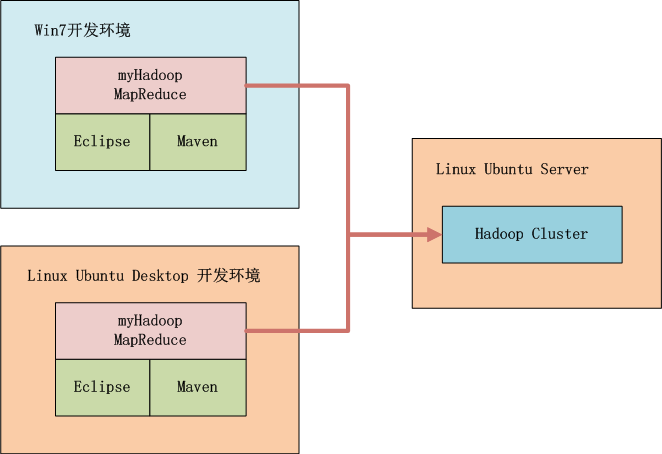 Win7开发环境
myHadoop
MapReduce
Eclipse
Maven
Linux Ubuntu Server
Hadoop Cluster
Linux Ubuntu Desktop 开发环境
myHadoop
MapReduce
Eclipse
Maven